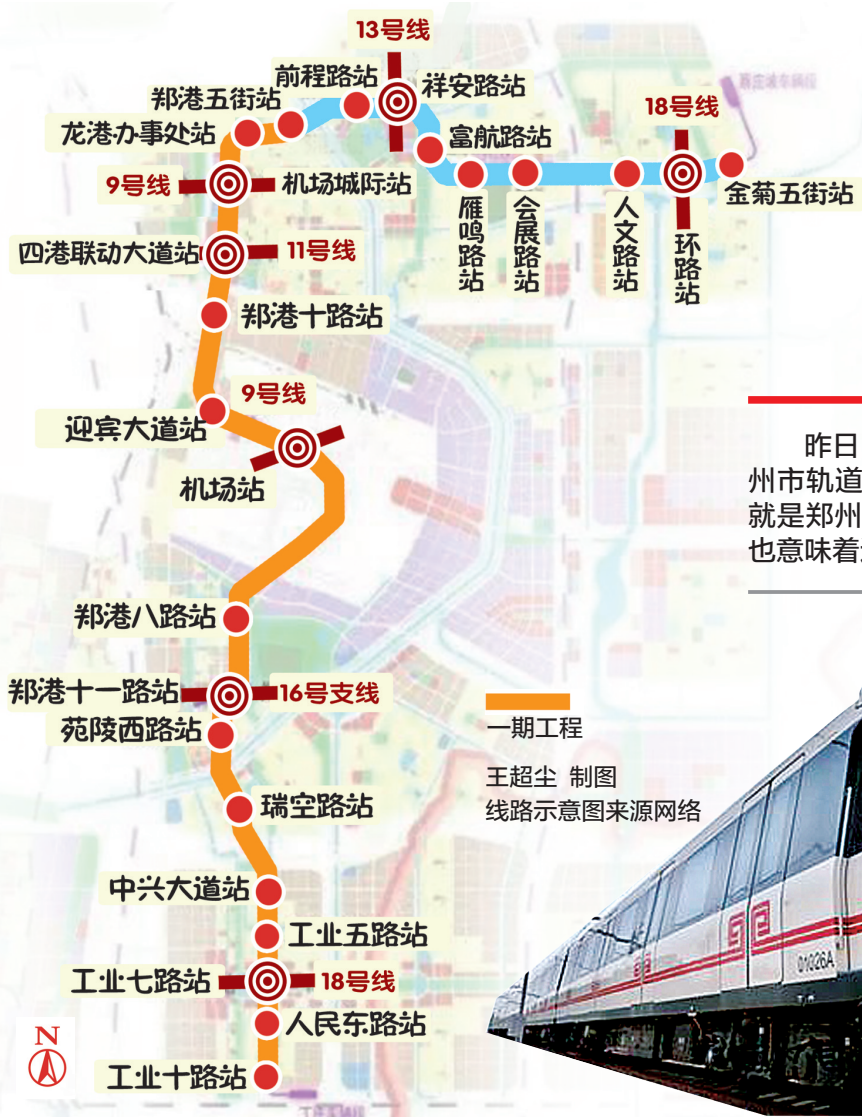 13号线
前程路站
祥安路站
郑港五街站
18号线
龙港办事处站
富航路站
9号线
机场城际站
金菊五街站
雁鸣路站
会展路站
人文路站
环路站
四港联动大道站
11号线
郑港十路站
9号线
迎宾大道站
机场站
昨日
州市轨道
就是郑州
也意味着
郑港八路站
郑港十一路站
16号支线
苑陵西路站
一期工程
王超尘 制图
线路示意图来源网络
瑞空路站
中兴大道站
工业五路站
工业七路站
18号线
01026A
人民东路站
N
工业十路站